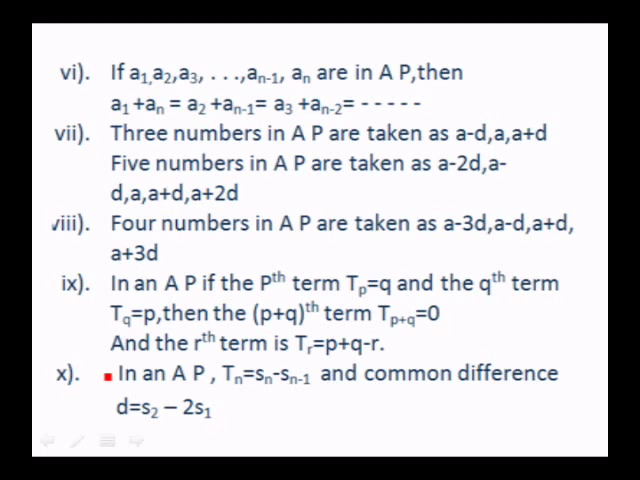 vi). If a₁,a₂,a₃, . . .,aₙ₋₁, aₙ are in A P,then
a₁ +aₙ = a₂ +aₙ₋₁= a₃ +aₙ₋₂= - - - - -
vii). Three numbers in A P are taken as a-d,a,a+d
Five numbers in A P are taken as a-2d,a-
d,a,a+d,a+2d
viii). Four numbers in A P are taken as a-3d,a-d,a+d,
a+3d
ix). In an A P if the Pᵗʰ term Tₚ=q and the qᵗʰ term
T_q=p,then the (p+q)ᵗʰ term T_{p+q}=0
And the rᵗʰ term is Tᵣ=p+q-r.
x). In an A P , Tₙ=sₙ-sₙ₋₁ and common difference
d=s₂ – 2s₁